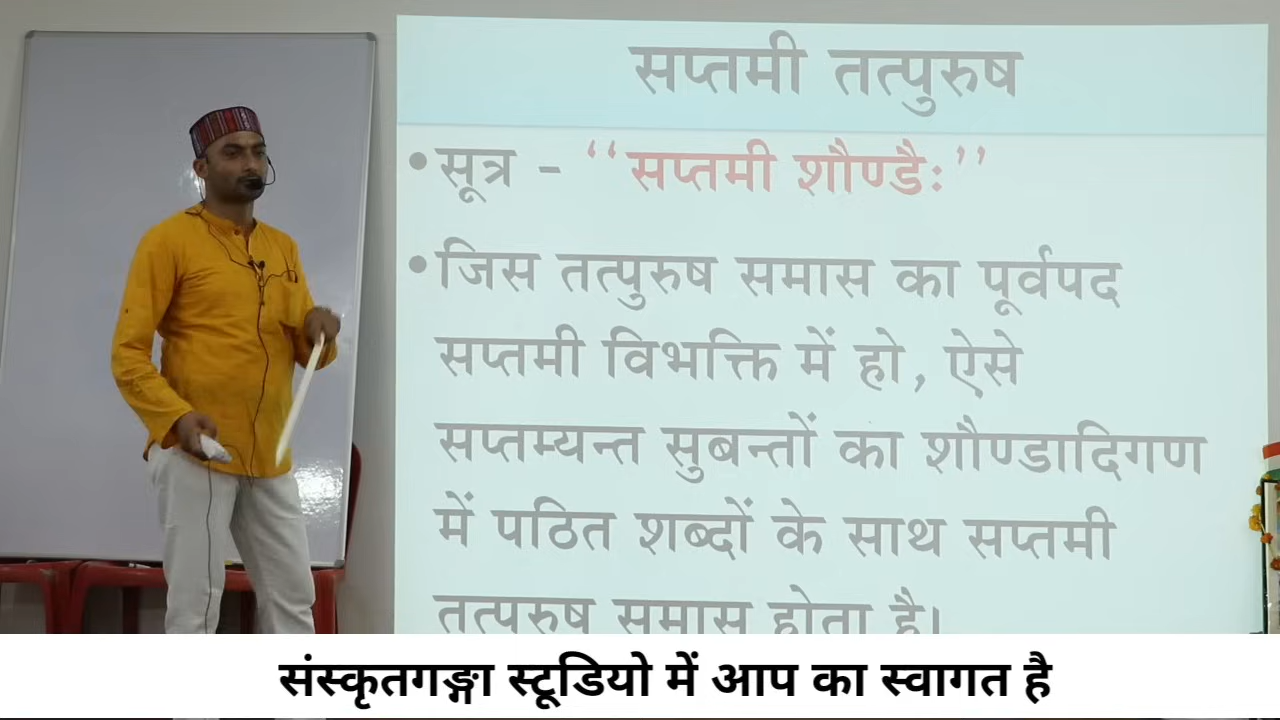 सप्तमी तत्पुरुष
•सूत्र - ‘‘सप्तमी शौण्डैः’’
•जिस तत्पुरुष समास का पूर्वपद
सप्तमी विभक्ति में हो, ऐसे
सप्तम्यन्त सुबन्तों का शौण्डादिगण
में पठित शब्दों के साथ सप्तमी
तत्पुरुष समास होता है।
संस्कृतगङ्गा स्टूडियो में आप का स्वागत है